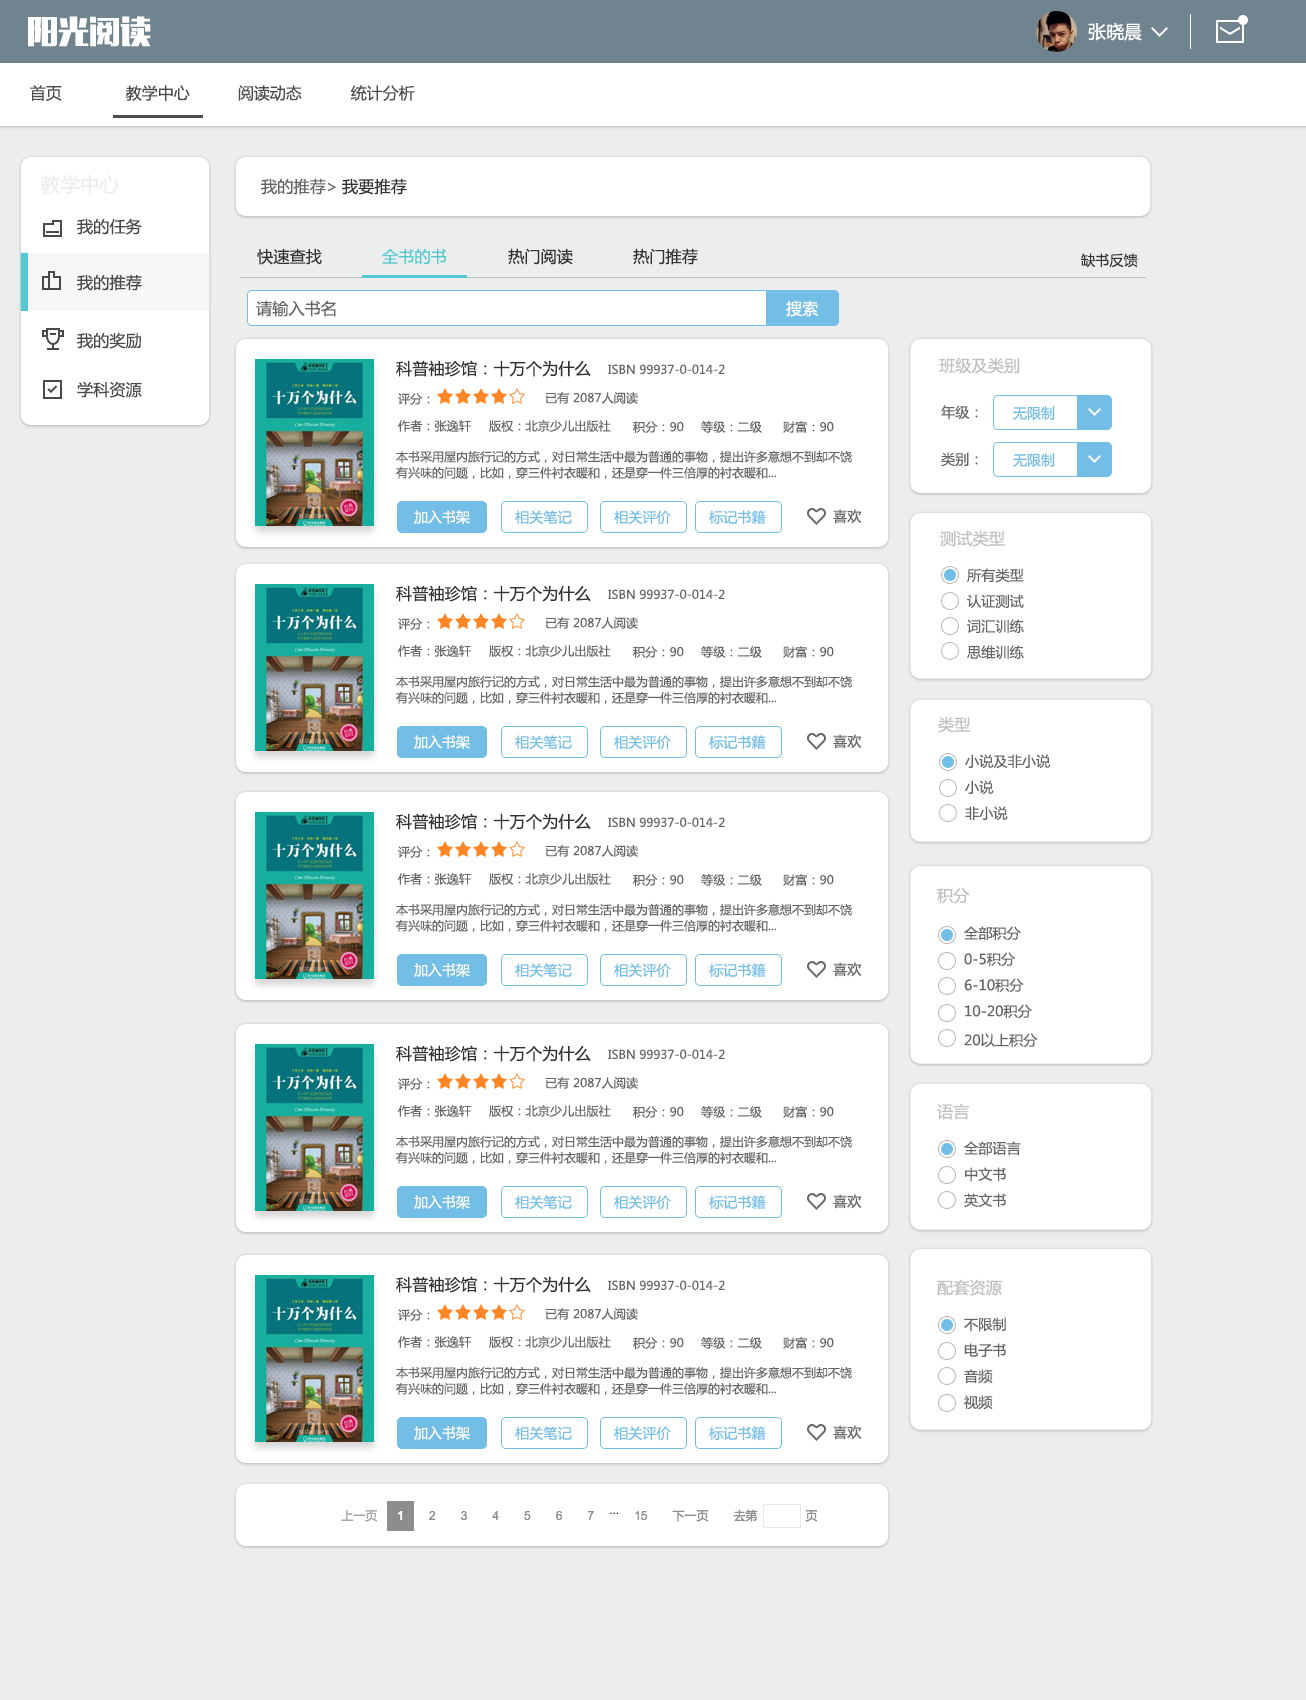 阳光阅读
张晓晨
首页 教学中心 阅读动态 统计分析
教学中心
我的任务
我的推荐
我的奖励
学科资源
我的推荐> 我要推荐
快速查找 全书的书 热门阅读 热门推荐 缺书反馈
请输入书名 搜索
十万个为什么
科普袖珍馆：十万个为什么 ISBN 99937-0-014-2
评分： 已有 2087人阅读
作者：张逸轩 版权：北京少儿出版社 积分：90 等级：二级 财富：90
本书采用屋内旅行记的方式，对日常生活中最为普通的事物，提出许多意想不到却不饶
有兴味的问题，比如，穿三件衬衣暖和，还是穿一件三倍厚的衬衣暖和...
加入书架 相关笔记 相关评价 标记书籍 喜欢
十万个为什么
科普袖珍馆：十万个为什么 ISBN 99937-0-014-2
评分： 已有 2087人阅读
作者：张逸轩 版权：北京少儿出版社 积分：90 等级：二级 财富：90
本书采用屋内旅行记的方式，对日常生活中最为普通的事物，提出许多意想不到却不饶
有兴味的问题，比如，穿三件衬衣暖和，还是穿一件三倍厚的衬衣暖和...
加入书架 相关笔记 相关评价 标记书籍 喜欢
十万个为什么
科普袖珍馆：十万个为什么 ISBN 99937-0-014-2
评分： 已有 2087人阅读
作者：张逸轩 版权：北京少儿出版社 积分：90 等级：二级 财富：90
本书采用屋内旅行记的方式，对日常生活中最为普通的事物，提出许多意想不到却不饶
有兴味的问题，比如，穿三件衬衣暖和，还是穿一件三倍厚的衬衣暖和...
加入书架 相关笔记 相关评价 标记书籍 喜欢
十万个为什么
科普袖珍馆：十万个为什么 ISBN 99937-0-014-2
评分： 已有 2087人阅读
作者：张逸轩 版权：北京少儿出版社 积分：90 等级：二级 财富：90
本书采用屋内旅行记的方式，对日常生活中最为普通的事物，提出许多意想不到却不饶
有兴味的问题，比如，穿三件衬衣暖和，还是穿一件三倍厚的衬衣暖和...
加入书架 相关笔记 相关评价 标记书籍 喜欢
十万个为什么
科普袖珍馆：十万个为什么 ISBN 99937-0-014-2
评分： 已有 2087人阅读
作者：张逸轩 版权：北京少儿出版社 积分：90 等级：二级 财富：90
本书采用屋内旅行记的方式，对日常生活中最为普通的事物，提出许多意想不到却不饶
有兴味的问题，比如，穿三件衬衣暖和，还是穿一件三倍厚的衬衣暖和...
加入书架 相关笔记 相关评价 标记书籍 喜欢
上一页 1 2 3 4 5 6 7 ... 15 下一页 去第 页
班级及类别
年级： 无限制
类别： 无限制
测试类型
所有类型
认证测试
词汇训练
思维训练
类型
小说及非小说
小说
非小说
积分
全部积分
0-5积分
6-10积分
10-20积分
20以上积分
语言
全部语言
中文书
英文书
配套资源
不限制
电子书
音频
视频